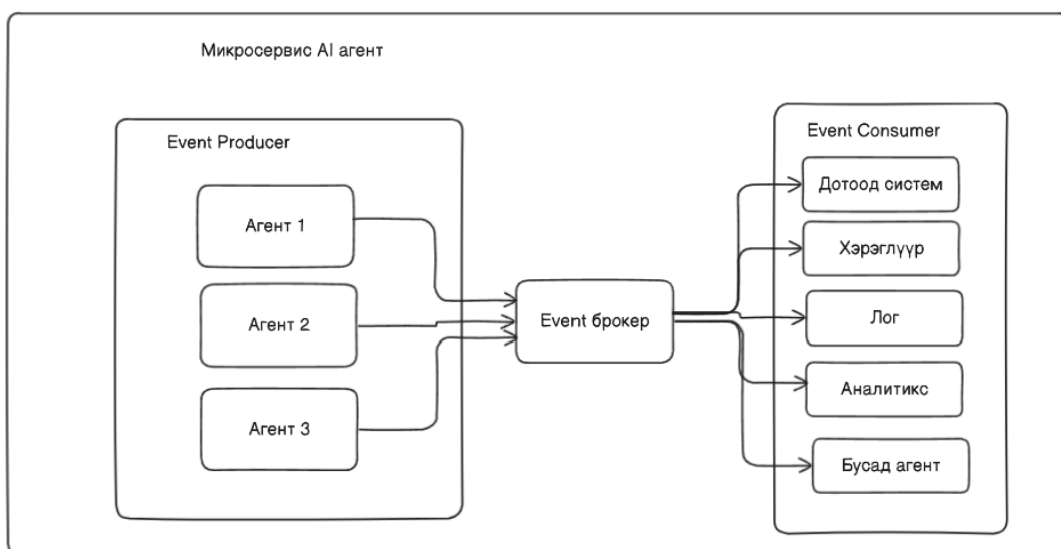 Микросервис AI агент
Event Producer
Агент 1
Агент 2
Агент 3
Event брокер
Event Consumer
Дотоод систем
Хэрэглүүр
Лог
Аналитикс
Бусад агент